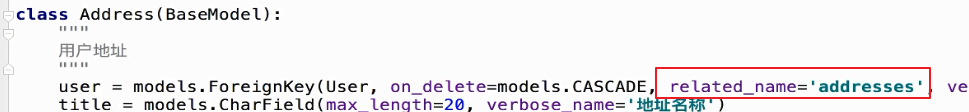 class Address(BaseModel):
"""
用户地址
"""
user = models.ForeignKey(User, on_delete=models.CASCADE, related_name='addresses', ve
title = models.CharField(max_length=20, verbose_name='地址名称')